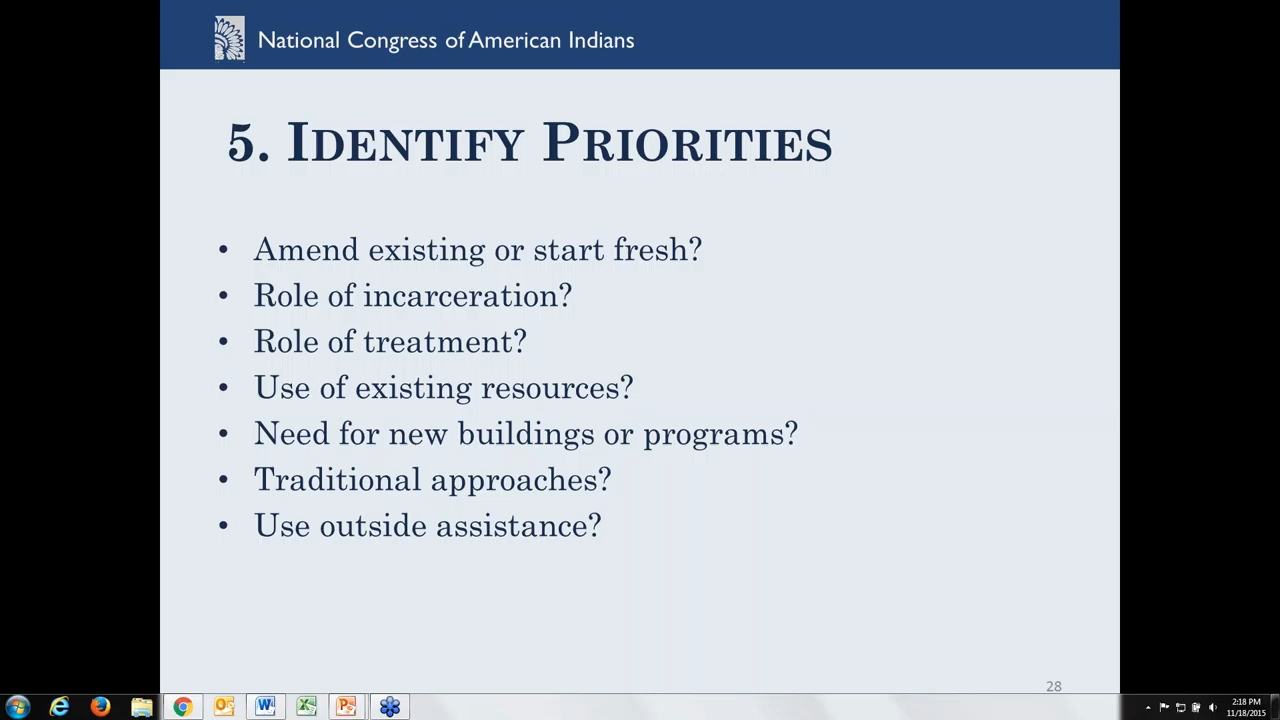 National Congress of American Indians
5. IDENTIFY PRIORITIES
• Amend existing or start fresh?
• Role of incarceration?
• Role of treatment?
• Use of existing resources?
• Need for new buildings or programs?
• Traditional approaches?
• Use outside assistance?
28
2:18 PM
11/18/2015